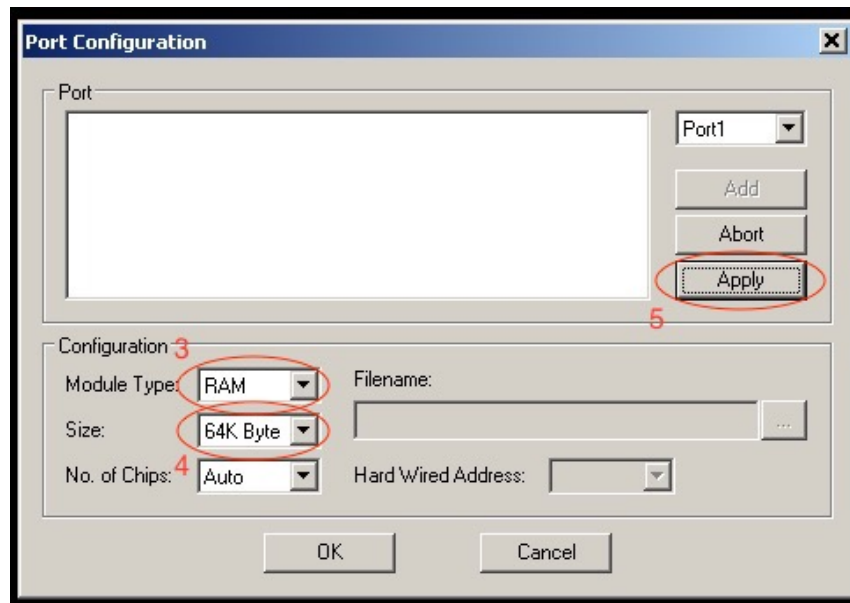 Port Configuration
Port
Port1
Add
Abort
Apply
5
Configuration 3
Module Type: RAM
Filename:
Size: 64K Byte
...
No. of Chips: 4 Auto
Hard Wired Address:
OK
Cancel